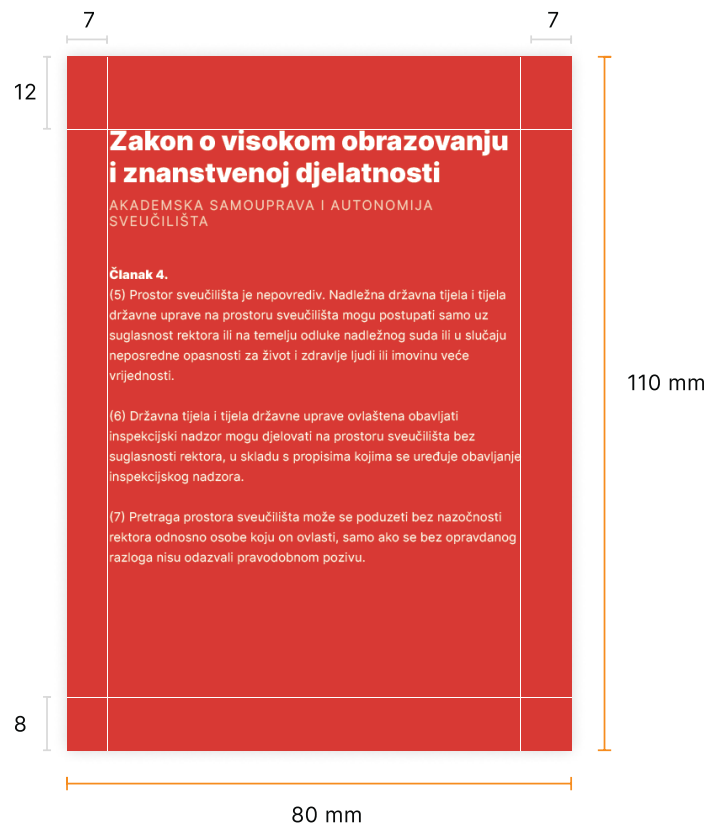 7
7
12
Zakon o visokom obrazovanju
i znanstvenoj djelatnosti
AKADEMSKA SAMOUPRAVA I AUTONOMIJA
SVEUČILIŠTA
Članak 4.
(5) Prostor sveučilišta je nepovrediv. Nadležna državna tijela i tijela
državne uprave na prostoru sveučilišta mogu postupati samo uz
suglasnost rektora ili na temelju odluke nadležnog suda ili u slučaju
neposredne opasnosti za život i zdravlje ljudi ili imovinu veće
vrijednosti.
(6) Državna tijela i tijela državne uprave ovlaštena obavljati
inspekcijski nadzor mogu djelovati na prostoru sveučilišta bez
suglasnosti rektora, u skladu s propisima kojima se uređuje obavljanje
inspekcijskog nadzora.
(7) Pretraga prostora sveučilišta može se poduzeti bez nazočnosti
rektora odnosno osobe koju on ovlasti, samo ako se bez opravdanog
razloga nisu odazvali pravodobnom pozivu.
110 mm
8
80 mm